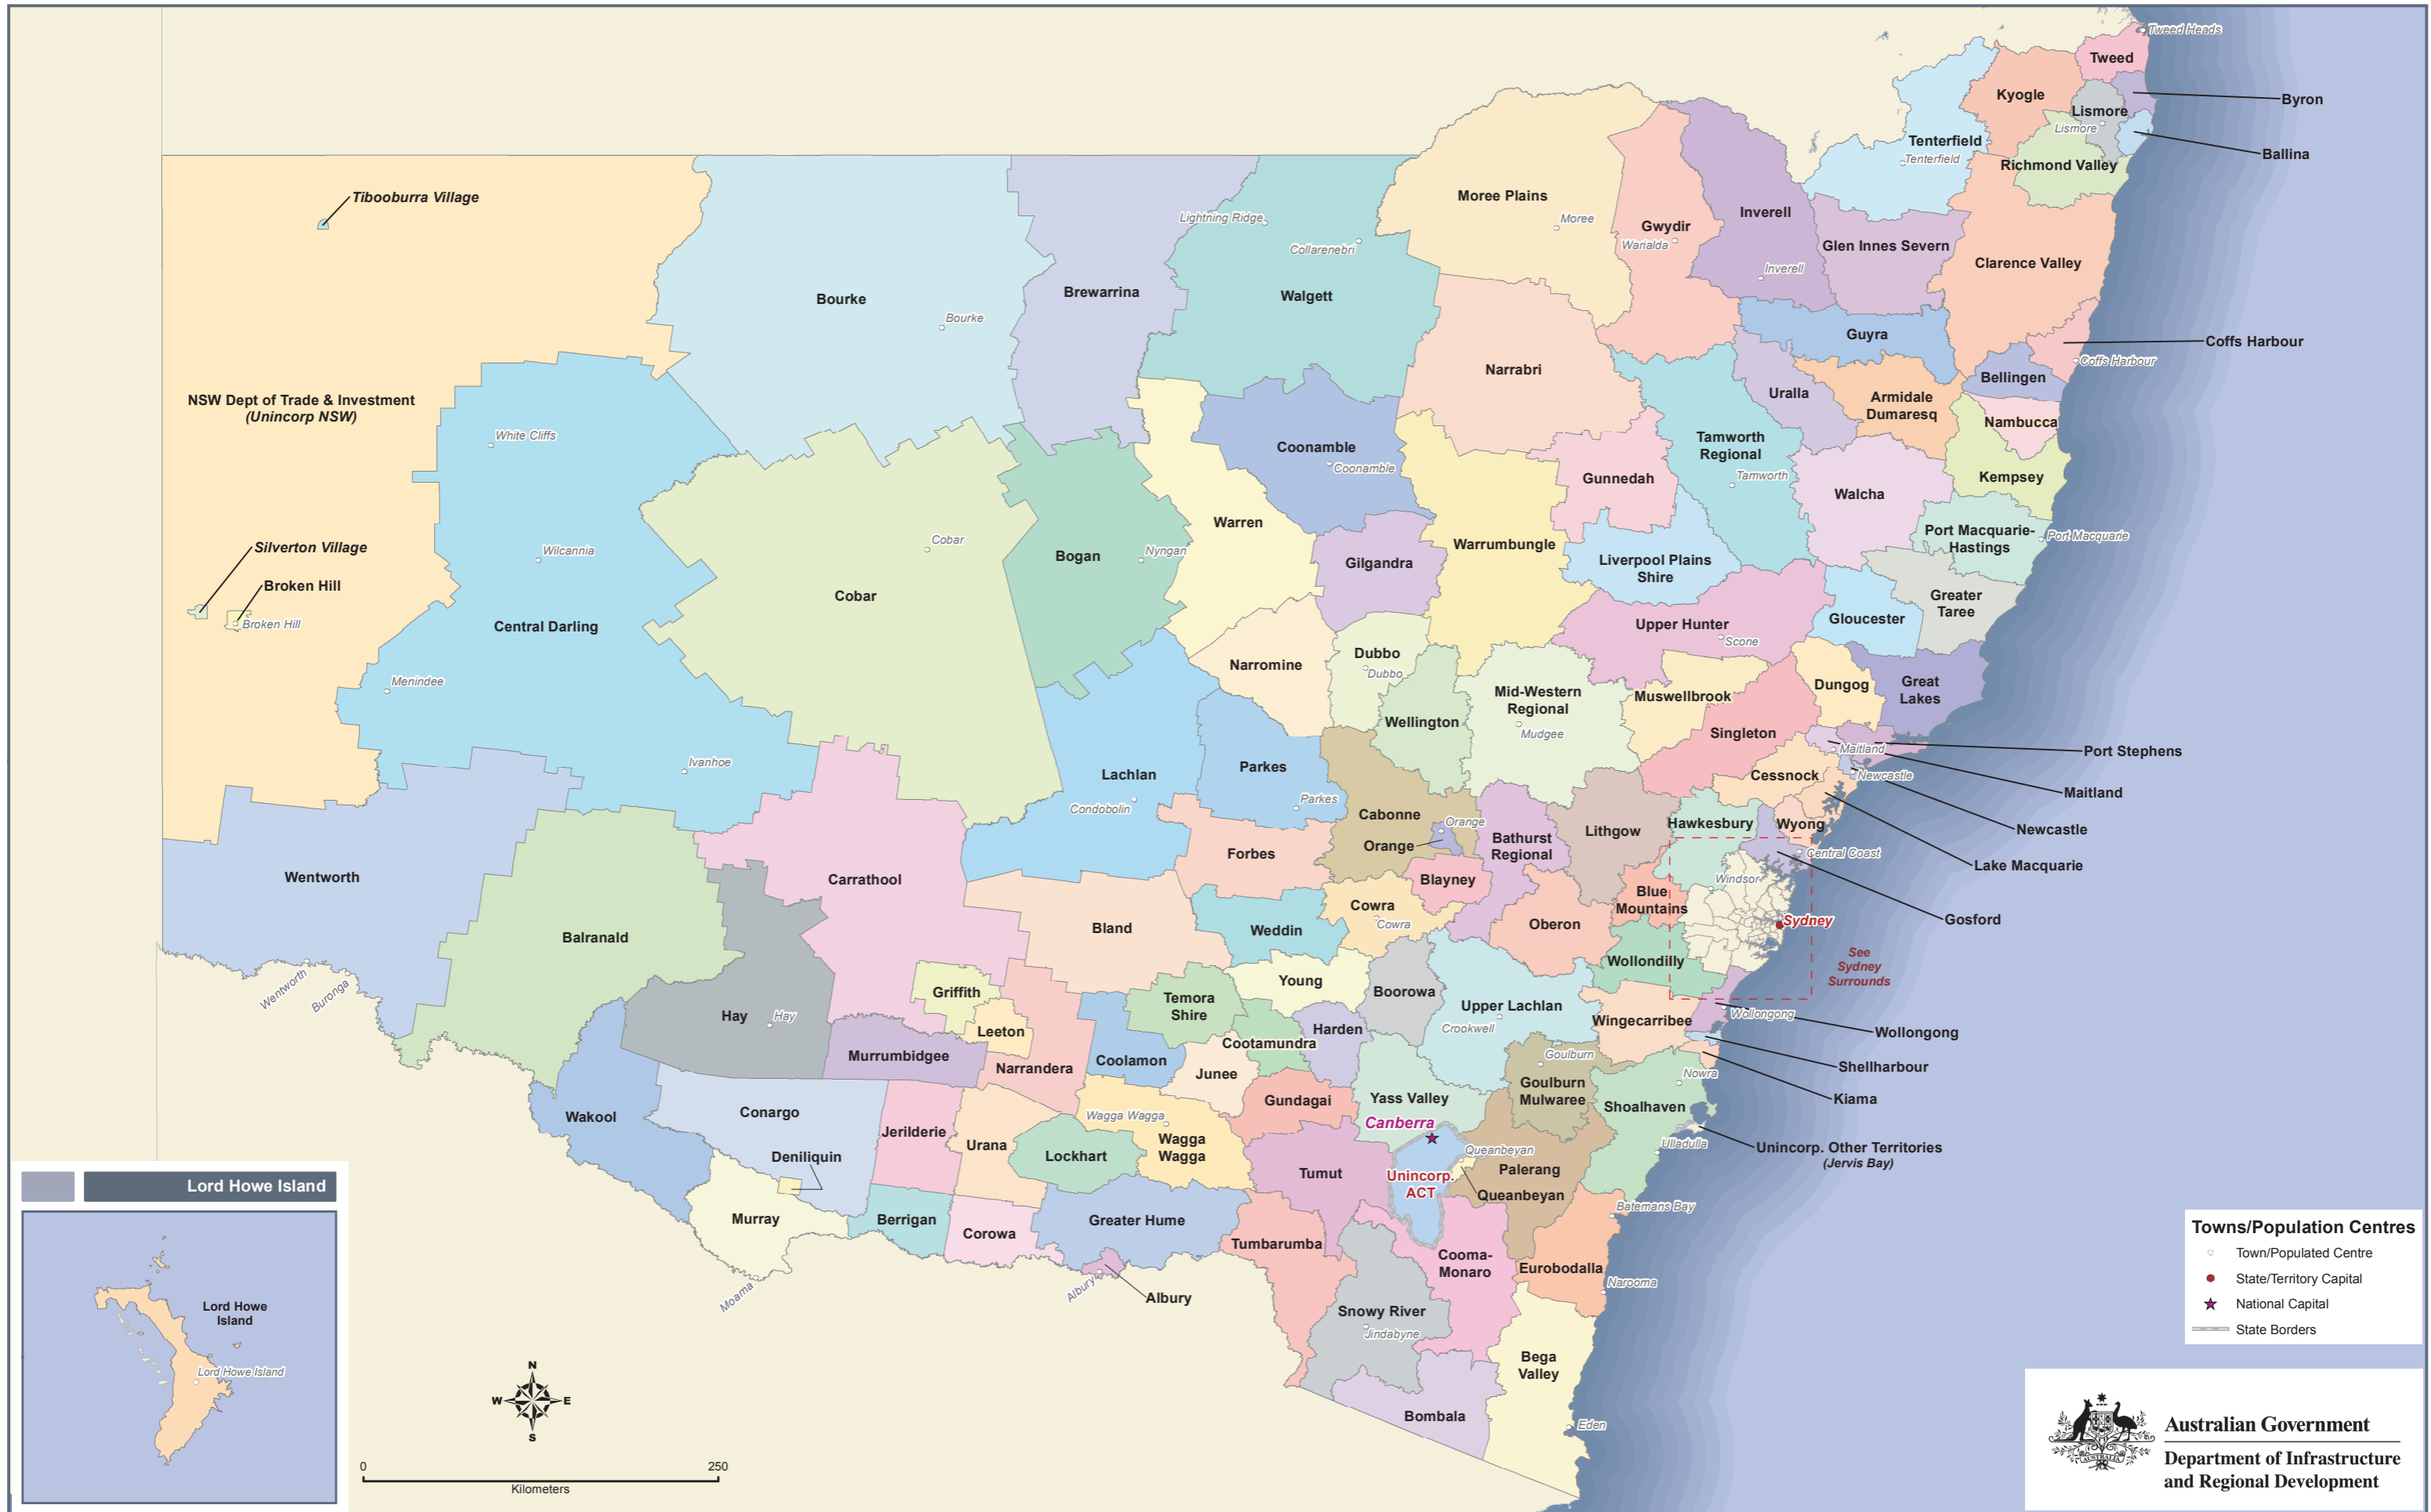 Tweed Heads
Tweed
Byron
Kyogle
Lismore
Lismore
Ballina
Tenterfield
Tenterfield
Richmond Valley
Tibooburra Village
Moree Plains
Moree
Inverell
Gwydir
Warialda
Lightning Ridge
Collarenebri
Glen Innes Severn
Inverell
Clarence Valley
Bourke
Bourke
Brewarrina
Walgett
Guyra
Coffs Harbour
Coffs Harbour
Narrabri
Bellingen
Uralla
Armidale
Dumaresq
NSW Dept of Trade & Investment
(Unincorp NSW)
Nambucca
White Cliffs
Coonamble
Coonamble
Tamworth
Regional
Tamworth
Gunnedah
Kempsey
Walcha
Warren
Port Macquarie-
Hastings
Port Macquarie
Silverton Village
Wilcannia
Cobar
Cobar
Bogan
Nyngan
Gilgandra
Warrumbungle
Liverpool Plains
Shire
Broken Hill
Broken Hill
Central Darling
Greater
Taree
Gloucester
Upper Hunter
Scone
Narromine
Dubbo
Dubbo
Menindee
Mid-Western
Regional
Mudgee
Muswellbrook
Dungog
Great
Lakes
Wellington
Singleton
Port Stephens
Maitland
Ivanhoe
Lachlan
Condobolin
Parkes
Parkes
Cessnock
Newcastle
Maitland
Cabonne
Orange
Orange
Bathurst
Regional
Lithgow
Hawkesbury
Wyong
Newcastle
Central Coast
Lake Macquarie
Forbes
Wentworth
Carrathool
Blayney
Windsor
Blue
Mountains
Cowra
Cowra
Oberon
Sydney
Gosford
Balranald
Bland
Weddin
See
Sydney
Surrounds
Wollondilly
Wentworth
Buronga
Griffith
Temora
Shire
Young
Boorowa
Upper Lachlan
Crookwell
Hay
Hay
Leeton
Harden
Wingecarribee
Wollongong
Wollongong
Cootamundra
Murrumbidgee
Narrandera
Coolamon
Junee
Goulburn
Goulburn
Mulwaree
Shellharbour
Nowra
Kiama
Wakool
Conargo
Gundagai
Yass Valley
Shoalhaven
Canberra
Jerilderie
Urana
Wagga Wagga
Wagga
Wagga
Lockhart
Deniliquin
Ulladulla
Unincorp. Other Territories
(Jervis Bay)
Queanbeyan
Palerang
Queanbeyan
Tumut
Unincorp.
ACT
Murray
Berrigan
Corowa
Greater Hume
Tumbarumba
Batemans Bay
Cooma-
Monaro
Eurobodalla
Narooma
Moama
Albury
Albury
Snowy River
Jindabyne
Bega
Valley
Bombala
Eden
Lord Howe Island
Lord Howe
Island
Lord Howe Island
N
W
E
S
0
250
Kilometers
Towns/Population Centres
Town/Populated Centre
State/Territory Capital
National Capital
State Borders
Australian Government
Department of Infrastructure
and Regional Development